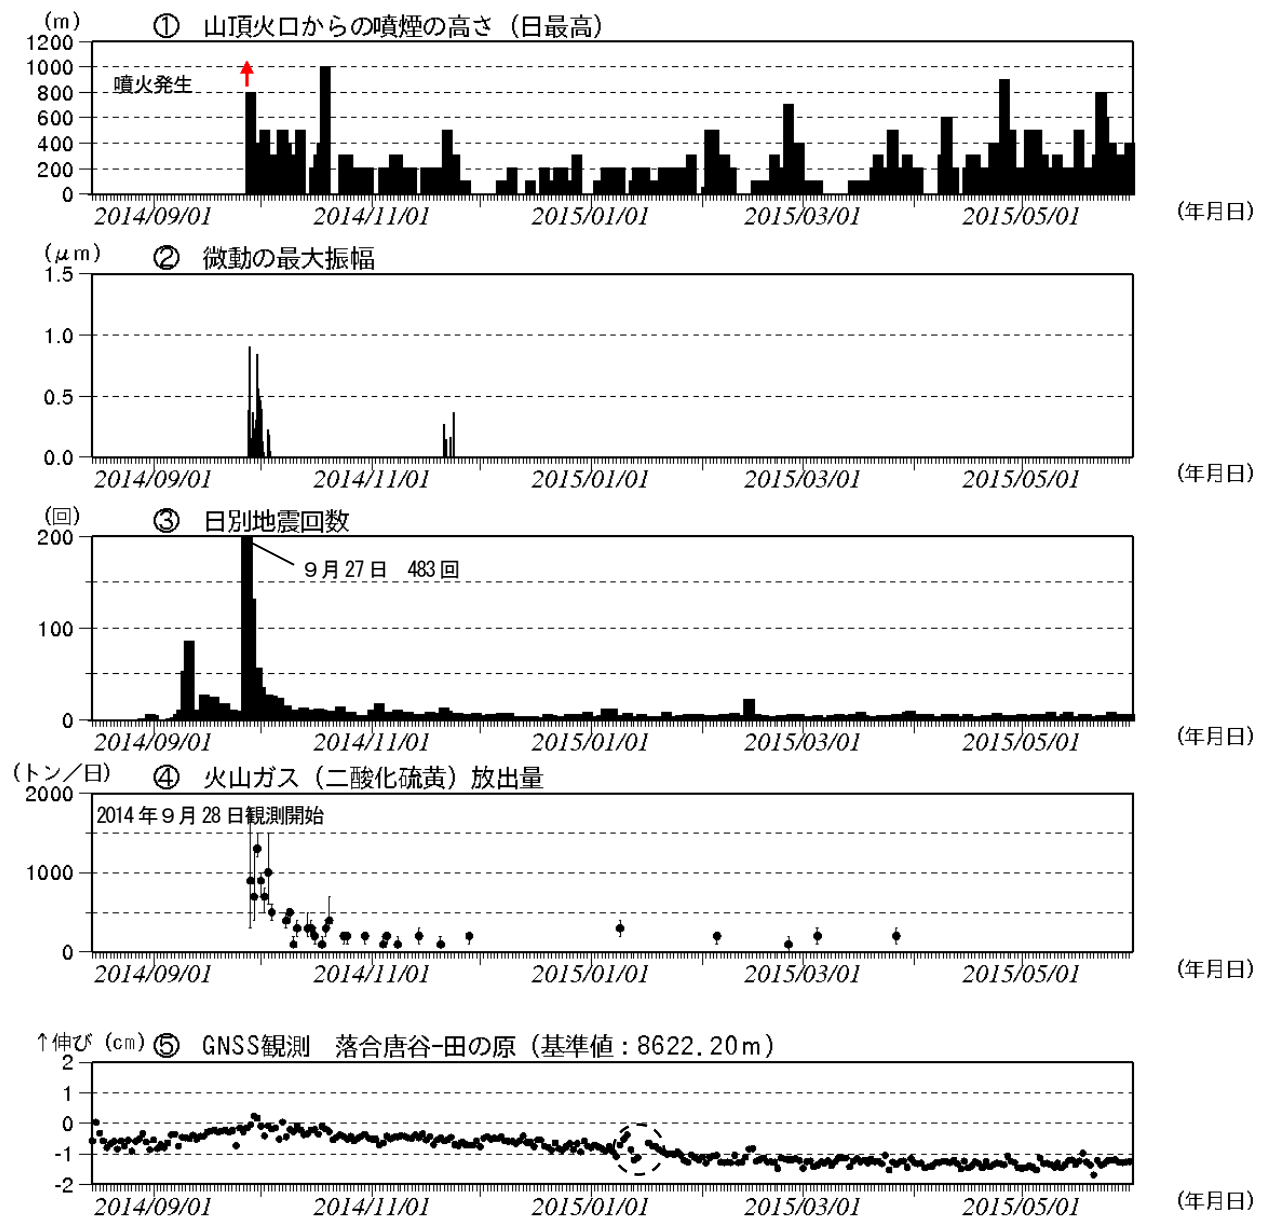 (m) ① 山頂火口からの噴煙の高さ（日最高）
1200
1000
噴火発生
800
600
400
200
0
2014/09/01 2014/11/01 2015/01/01 2015/03/01 2015/05/01 (年月日)
(μm) ② 微動の最大振幅
1.5
1.0
0.5
0.0
2014/09/01 2014/11/01 2015/01/01 2015/03/01 2015/05/01 (年月日)
(回) ③ 日別地震回数
200
９月27日 483回
100
0
2014/09/01 2014/11/01 2015/01/01 2015/03/01 2015/05/01 (年月日)
(トン／日) ④ 火山ガス（二酸化硫黄）放出量
2000
2014年９月28日観測開始
1000
0
2014/09/01 2014/11/01 2015/01/01 2015/03/01 2015/05/01 (年月日)
↑伸び (cm) ⑤ GNSS観測 落合唐谷-田の原（基準値：8622.20m）
2
1
0
-1
-2
2014/09/01 2014/11/01 2015/01/01 2015/03/01 2015/05/01 (年月日)